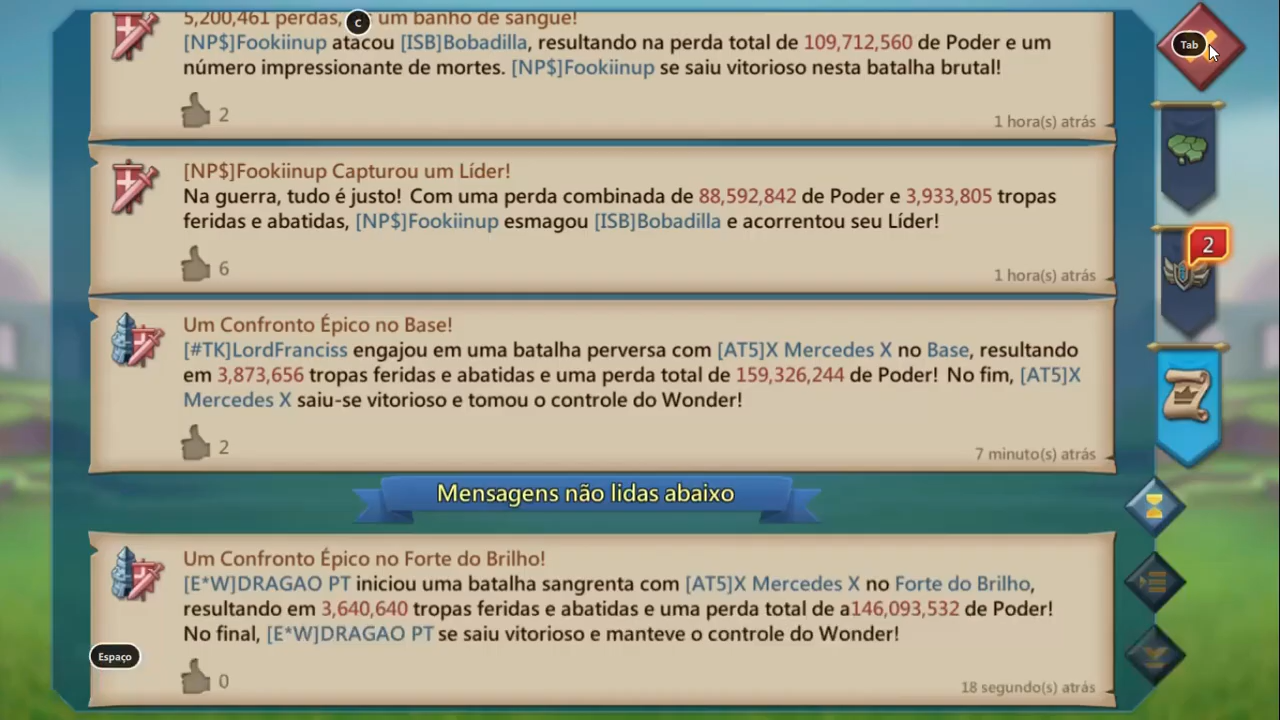 5,200,461 perdas, um banho de sangue!
C
[NP$]Fookiinup atacou [ISB]Bobadilla, resultando na perda total de 109,712,560 de Poder e um
número impressionante de mortes. [NP$]Fookiinup se saiu vitorioso nesta batalha brutal!
2
1 hora(s) atrás
Tab
[NP$]Fookiinup Capturou um Líder!
Na guerra, tudo é justo! Com uma perda combinada de 88,592,842 de Poder e 3,933,805 tropas
feridas e abatidas, [NP$]Fookiinup esmagou [ISB]Bobadilla e acorrentou seu Líder!
6
1 hora(s) atrás
2
Um Confronto Épico no Base!
[#TK]LordFranciss engajou em uma batalha perversa com [AT5]X Mercedes X no Base, resultando
em 3,873,656 tropas feridas e abatidas e uma perda total de 159,326,244 de Poder! No fim, [AT5]X
Mercedes X saiu-se vitorioso e tomou o controle do Wonder!
2
7 minuto(s) atrás
Mensagens não lidas abaixo
Um Confronto Épico no Forte do Brilho!
[E*W]DRAGAO PT iniciou uma batalha sangrenta com [AT5]X Mercedes X no Forte do Brilho,
resultando em 3,640,640 tropas feridas e abatidas e uma perda total de a146,093,532 de Poder!
No final, [E*W]DRAGAO PT se saiu vitorioso e manteve o controle do Wonder!
Espaço
0
18 segundo(s) atrás